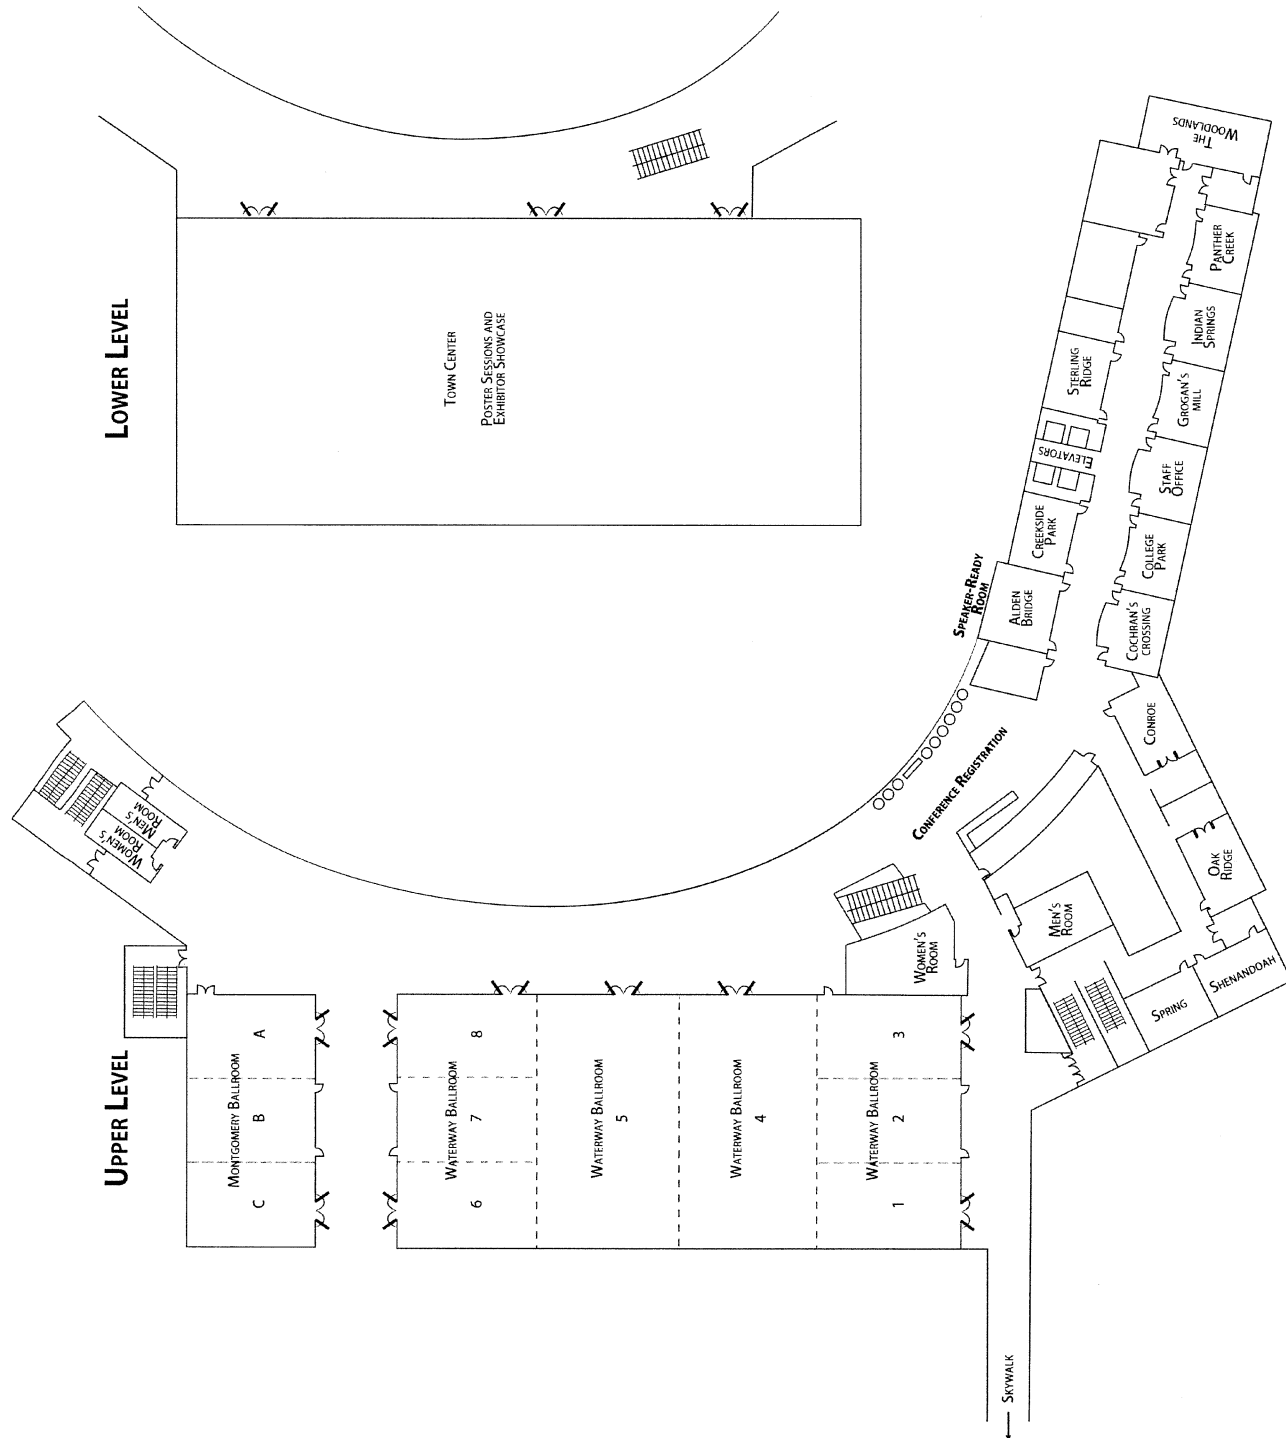 LOWER LEVEL
TOWN CENTER
POSTER SESSIONS AND
EXHIBITOR SHOWCASE
THE
WOODLANDS
PANTHER
CREEK
INDIAN
SPRINGS
GROGAN'S
MILL
STAFF
OFFICE
COLLEGE
PARK
COCHRAN'S
CROSSING
STERLING
RIDGE
ELEVATORS
CREEKSIDE
PARK
ALDEN
BRIDGE
SPEAKER-READY
ROOM
CONFERENCE REGISTRATION
CONROE
OAK
RIDGE
SHENANDOAH
SPRING
MEN'S
ROOM
WOMEN'S
ROOM
MEN'S
ROOM
WOMEN'S
ROOM
UPPER LEVEL
MONTGOMERY BALLROOM
A
B
C
WATERWAY BALLROOM
8
7
6
WATERWAY BALLROOM
5
WATERWAY BALLROOM
4
WATERWAY BALLROOM
3
2
1
SKYWALK